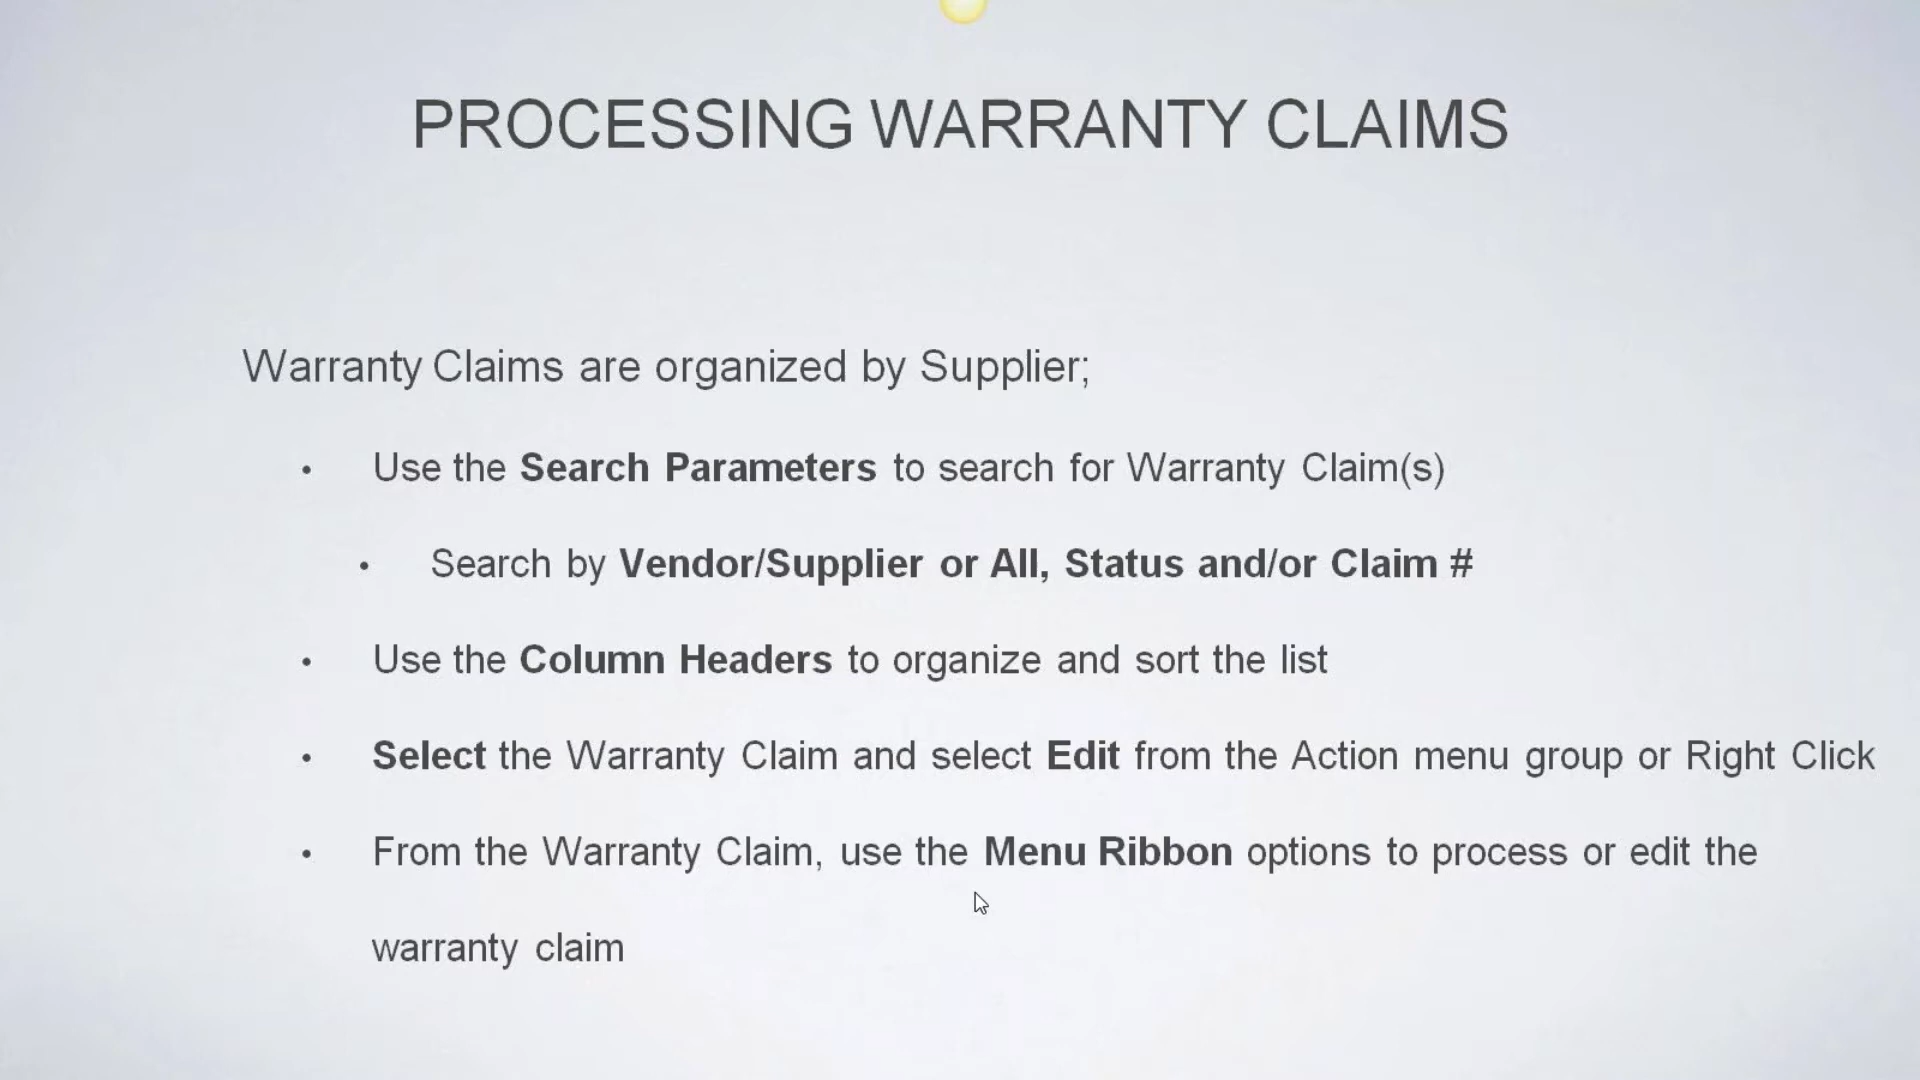 PROCESSING WARRANTY CLAIMS
Warranty Claims are organized by Supplier;
• Use the Search Parameters to search for Warranty Claim(s)
• Search by Vendor/Supplier or All, Status and/or Claim #
• Use the Column Headers to organize and sort the list
• Select the Warranty Claim and select Edit from the Action menu group or Right Click
• From the Warranty Claim, use the Menu Ribbon options to process or edit the
warranty claim